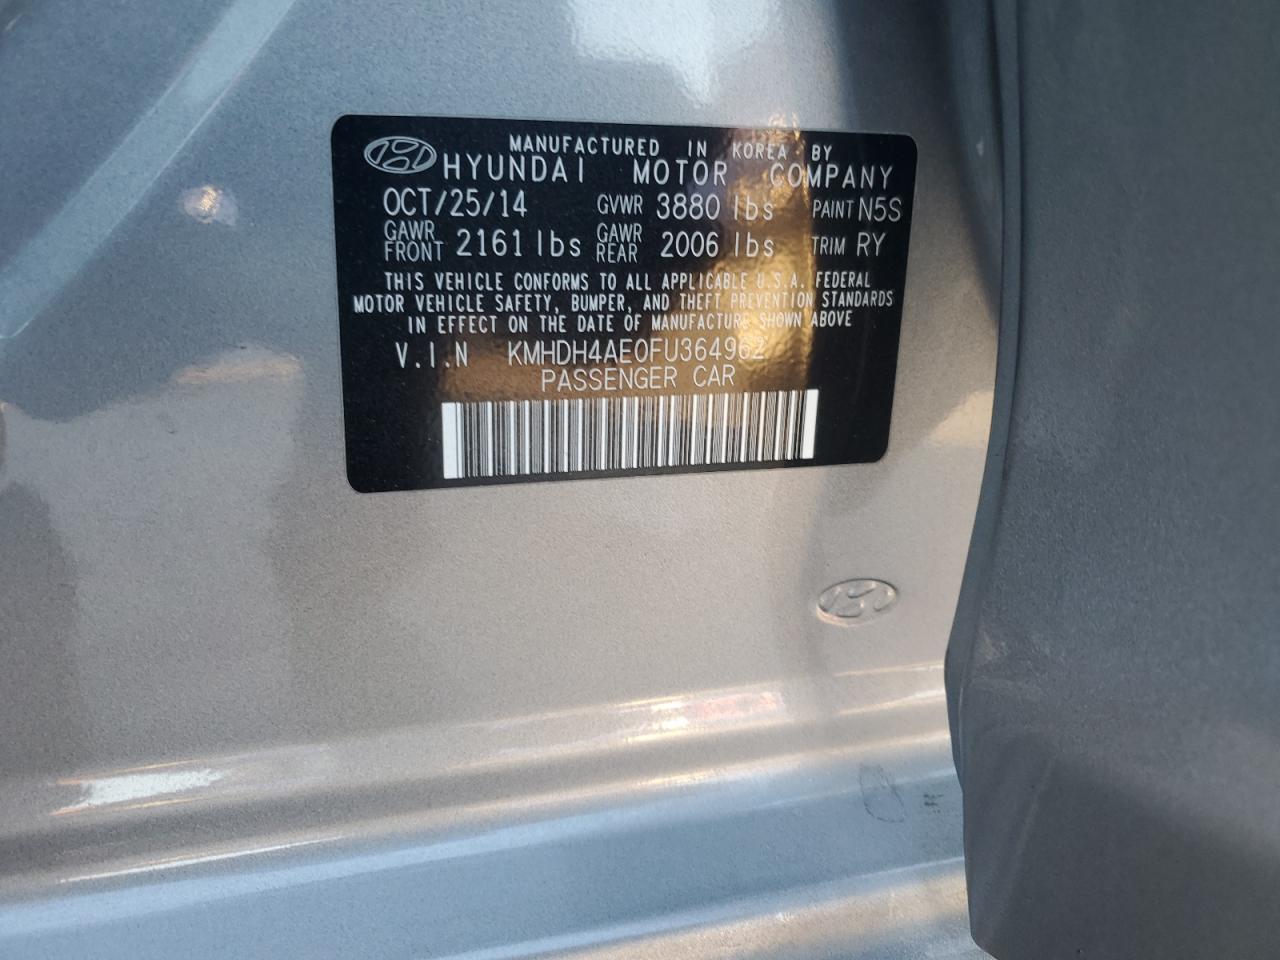 MANUFACTURED IN KOREA BY
HYUNDAI MOTOR COMPANY
OCT/25/14 GVWR 3880 lbs PAINT N5S
GAWR FRONT 2161 lbs GAWR REAR 2006 lbs TRIM RY
THIS VEHICLE CONFORMS TO ALL APPLICABLE U.S.A. FEDERAL
MOTOR VEHICLE SAFETY, BUMPER, AND THEFT PREVENTION STANDARDS
IN EFFECT ON THE DATE OF MANUFACTURE SHOWN ABOVE
V.I.N KMHDH4AE0FU364962
PASSENGER CAR